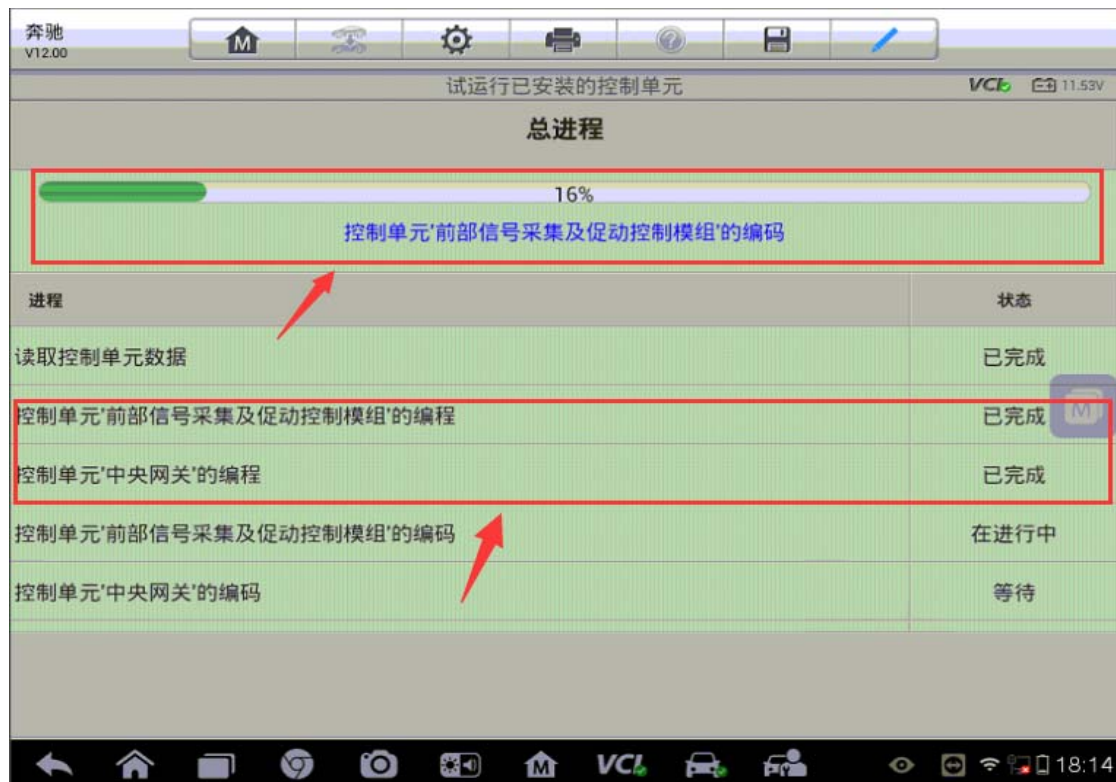 奔驰
V12.00
M
试运行已安装的控制单元
VCI 11.53V
总进程
16%
控制单元'前部信号采集及促动控制模组'的编码
进程 状态
读取控制单元数据 已完成
控制单元'前部信号采集及促动控制模组'的编程 已完成
M
控制单元'中央网关'的编程 已完成
控制单元'前部信号采集及促动控制模组'的编码 在进行中
控制单元'中央网关'的编码 等待
M VCI 18:14